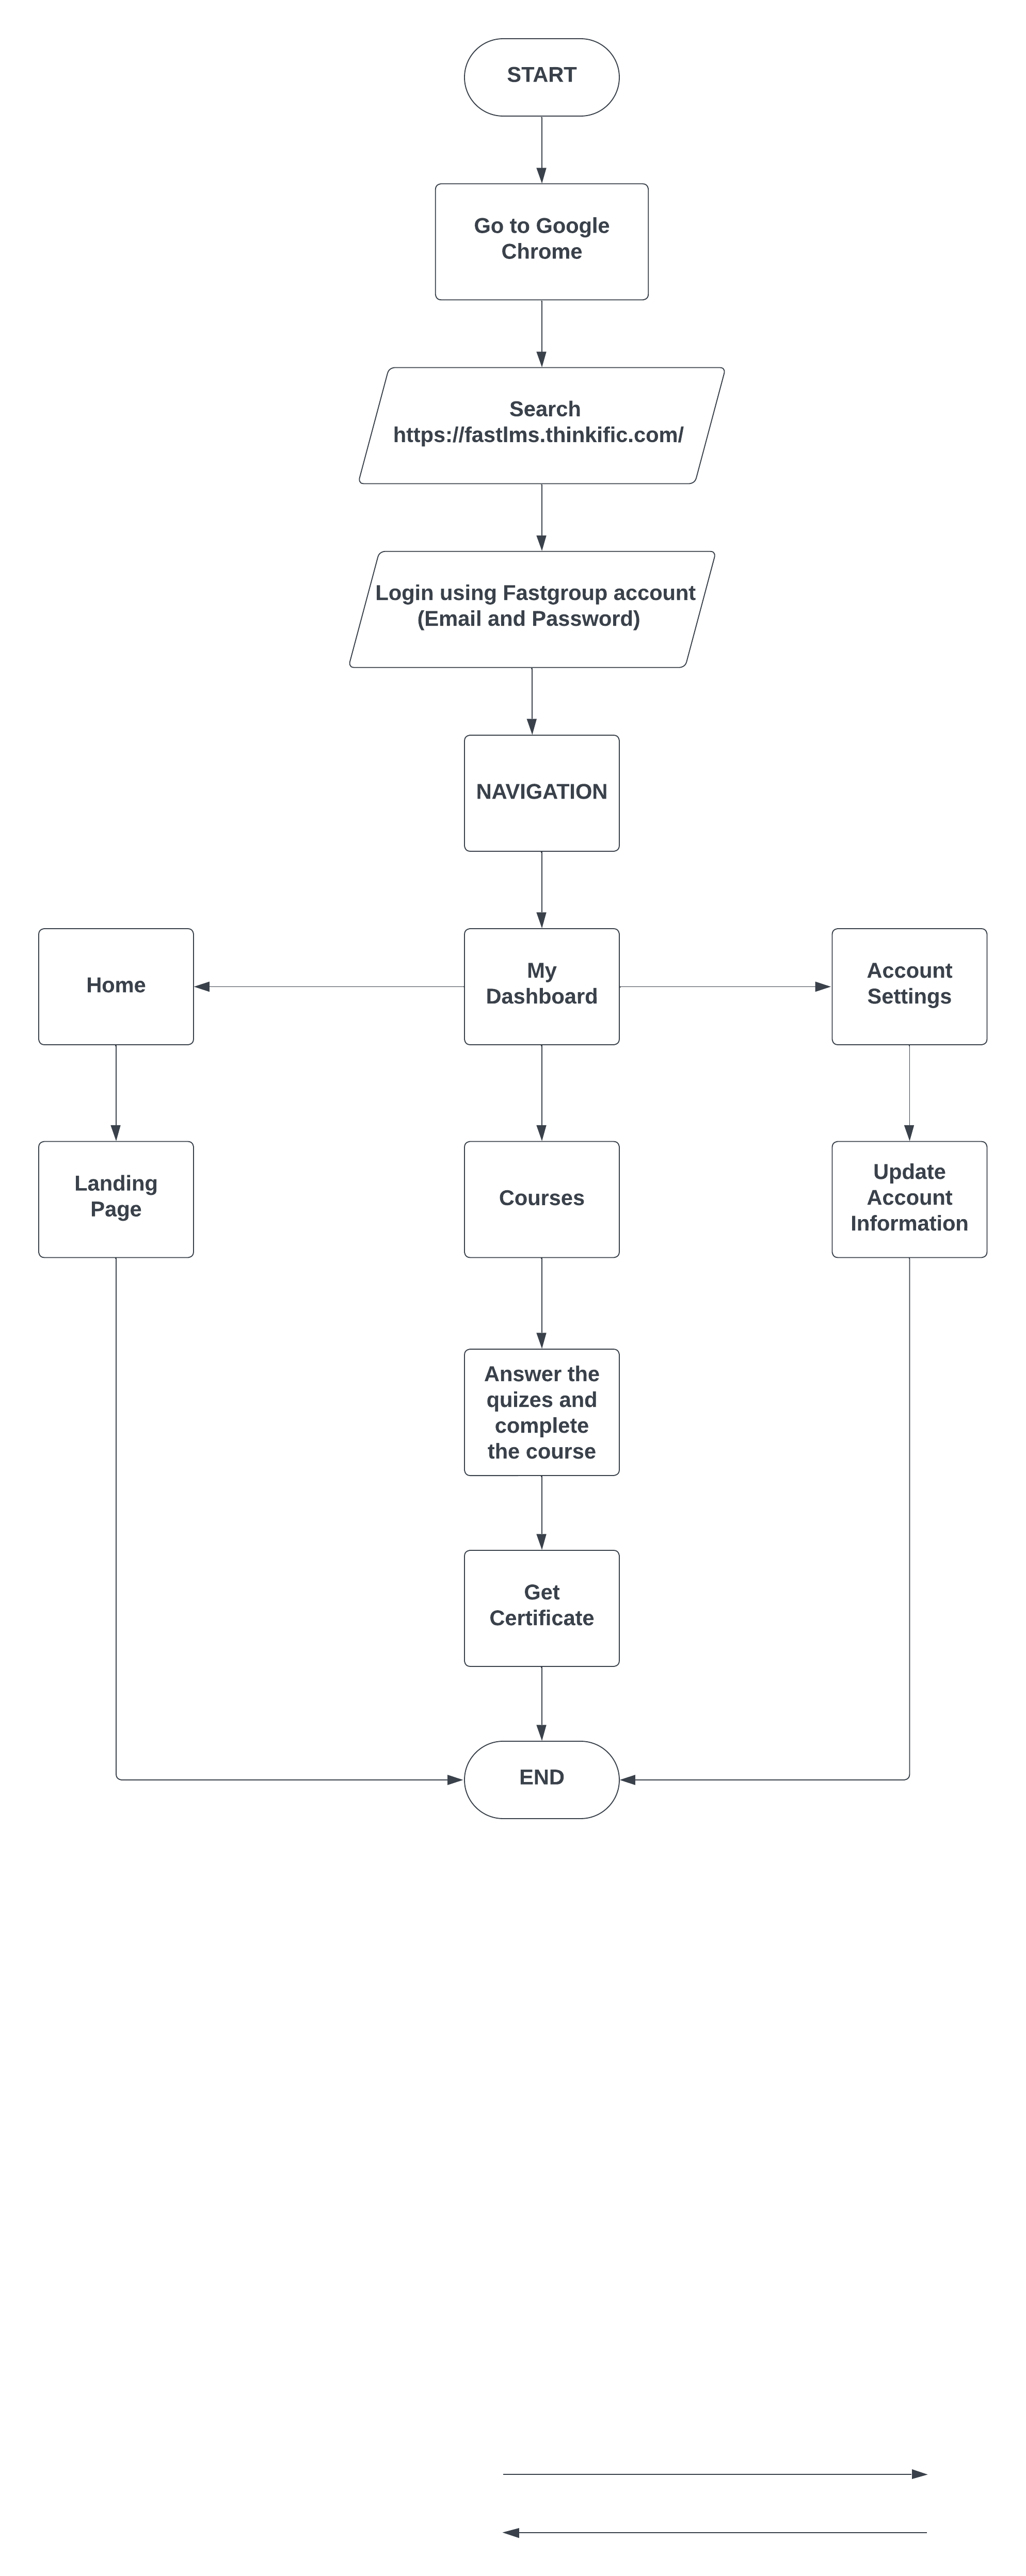 START
Go to Google
Chrome
Search
https://fastlms.thinkific.com/
Login using Fastgroup account
(Email and Password)
NAVIGATION
Home
My
Dashboard
Account
Settings
Landing
Page
Courses
Update
Account
Information
Answer the
quizes and
complete
the course
Get
Certificate
END